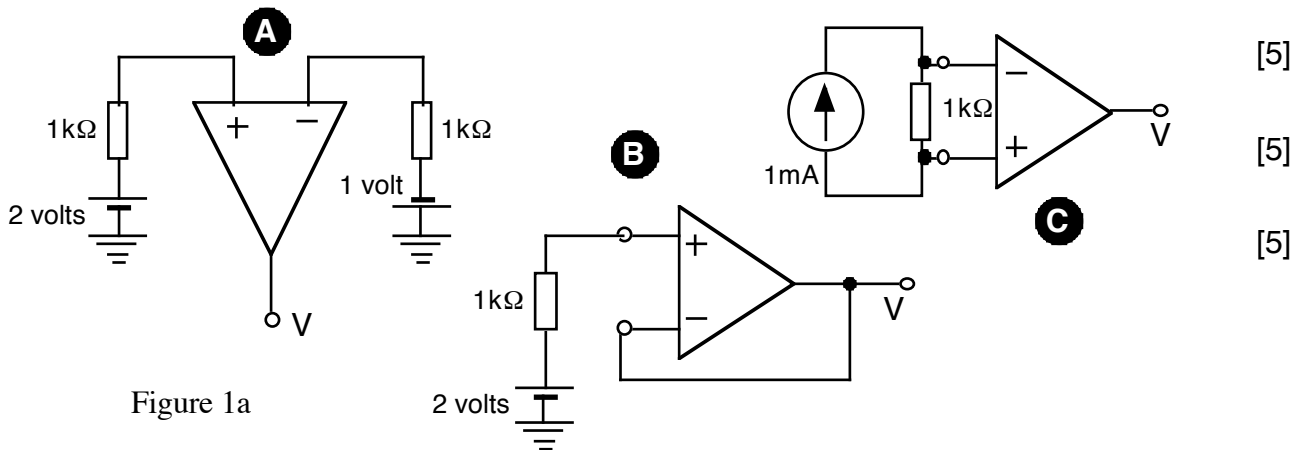 A
+
−
1kΩ
1kΩ
2 volts
1 volt
V
B
+
−
1kΩ
2 volts
V
−
+
1kΩ
1mA
V
C
[5]
[5]
[5]
Figure 1a